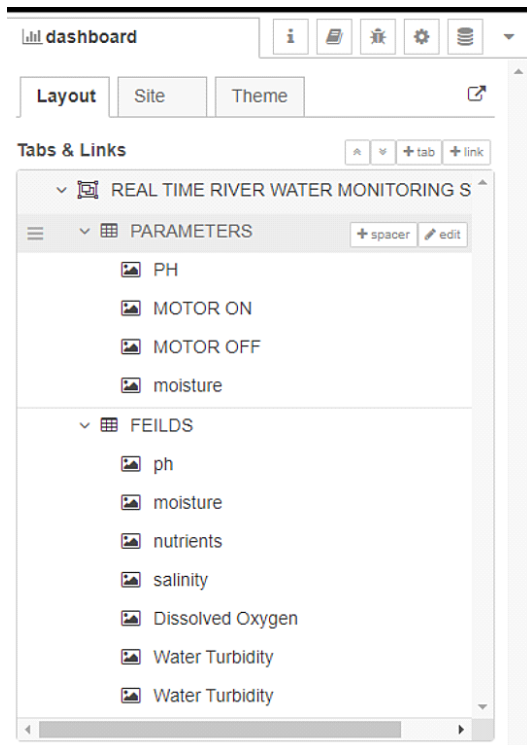 dashboard
i
Layout
Site
Theme
Tabs & Links
+ tab
+ link
REAL TIME RIVER WATER MONITORING S
PARAMETERS
+ spacer
edit
PH
MOTOR ON
MOTOR OFF
moisture
FEILDS
ph
moisture
nutrients
salinity
Dissolved Oxygen
Water Turbidity
Water Turbidity